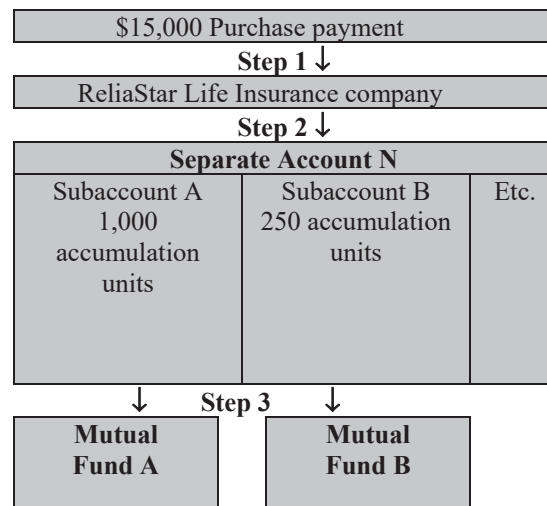 $15,000 Purchase payment
Step 1 ↓
ReliaStar Life Insurance company
Step 2 ↓
Separate Account N
Subaccount A
1,000
accumulation
units
Subaccount B
250 accumulation
units
Etc.
↓ Step 3 ↓
Mutual
Fund A
Mutual
Fund B